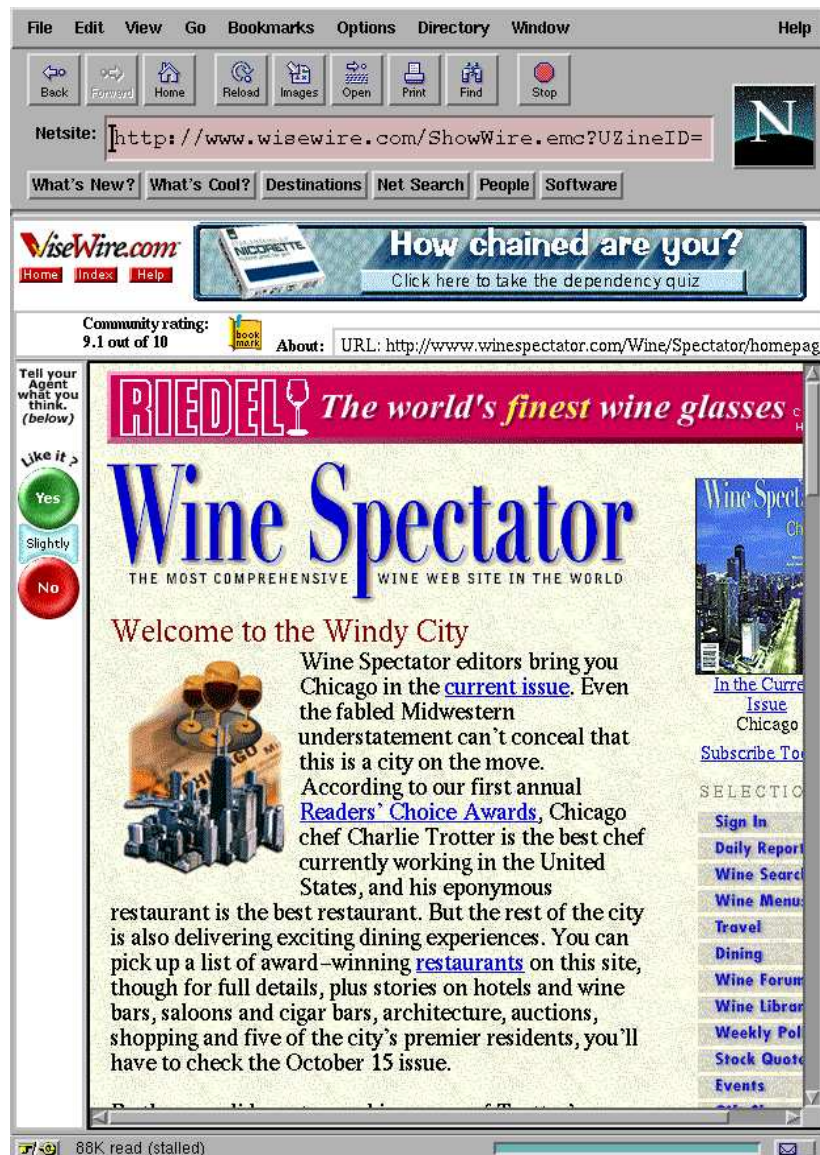 File Edit View Go Bookmarks Options Directory Window Help
Back Forward Home Reload Images Open Print Find Stop
Netsite: http://www.wisewire.com/ShowWire.emc?UZineID=
N
What's New? What's Cool? Destinations Net Search People Software
WiseWire.com
Home Index Help
NICORETTE
How chained are you?
Click here to take the dependency quiz
Community rating:
9.1 out of 10
book
mark
About: URL: http://www.winespectator.com/Wine/Spectator/homepag
Tell your
Agent
what you
think.
(below)
Like it ?
Yes
Slightly
No
RIEDEL The world's finest wine glasses
Wine Spectator
THE MOST COMPREHENSIVE WINE WEB SITE IN THE WORLD
Welcome to the Windy City
CHICAGO
Wine Spectator editors bring you
Chicago in the current issue. Even
the fabled Midwestern
understatement can't conceal that
this is a city on the move.
According to our first annual
Readers' Choice Awards, Chicago
chef Charlie Trotter is the best chef
currently working in the United
States, and his eponymous
restaurant is the best restaurant. But the rest of the city
is also delivering exciting dining experiences. You can
pick up a list of award-winning restaurants on this site,
though for full details, plus stories on hotels and wine
bars, saloons and cigar bars, architecture, auctions,
shopping and five of the city's premier residents, you'll
have to check the October 15 issue.
Wine Spect
Ch
In the Curre
Issue
Chicago
Subscribe To
SELECTIO
Sign In
Daily Report
Wine Searc
Wine Menu
Travel
Dining
Wine Forum
Wine Librar
Weekly Pol
Stock Quote
Events
88K read (stalled)